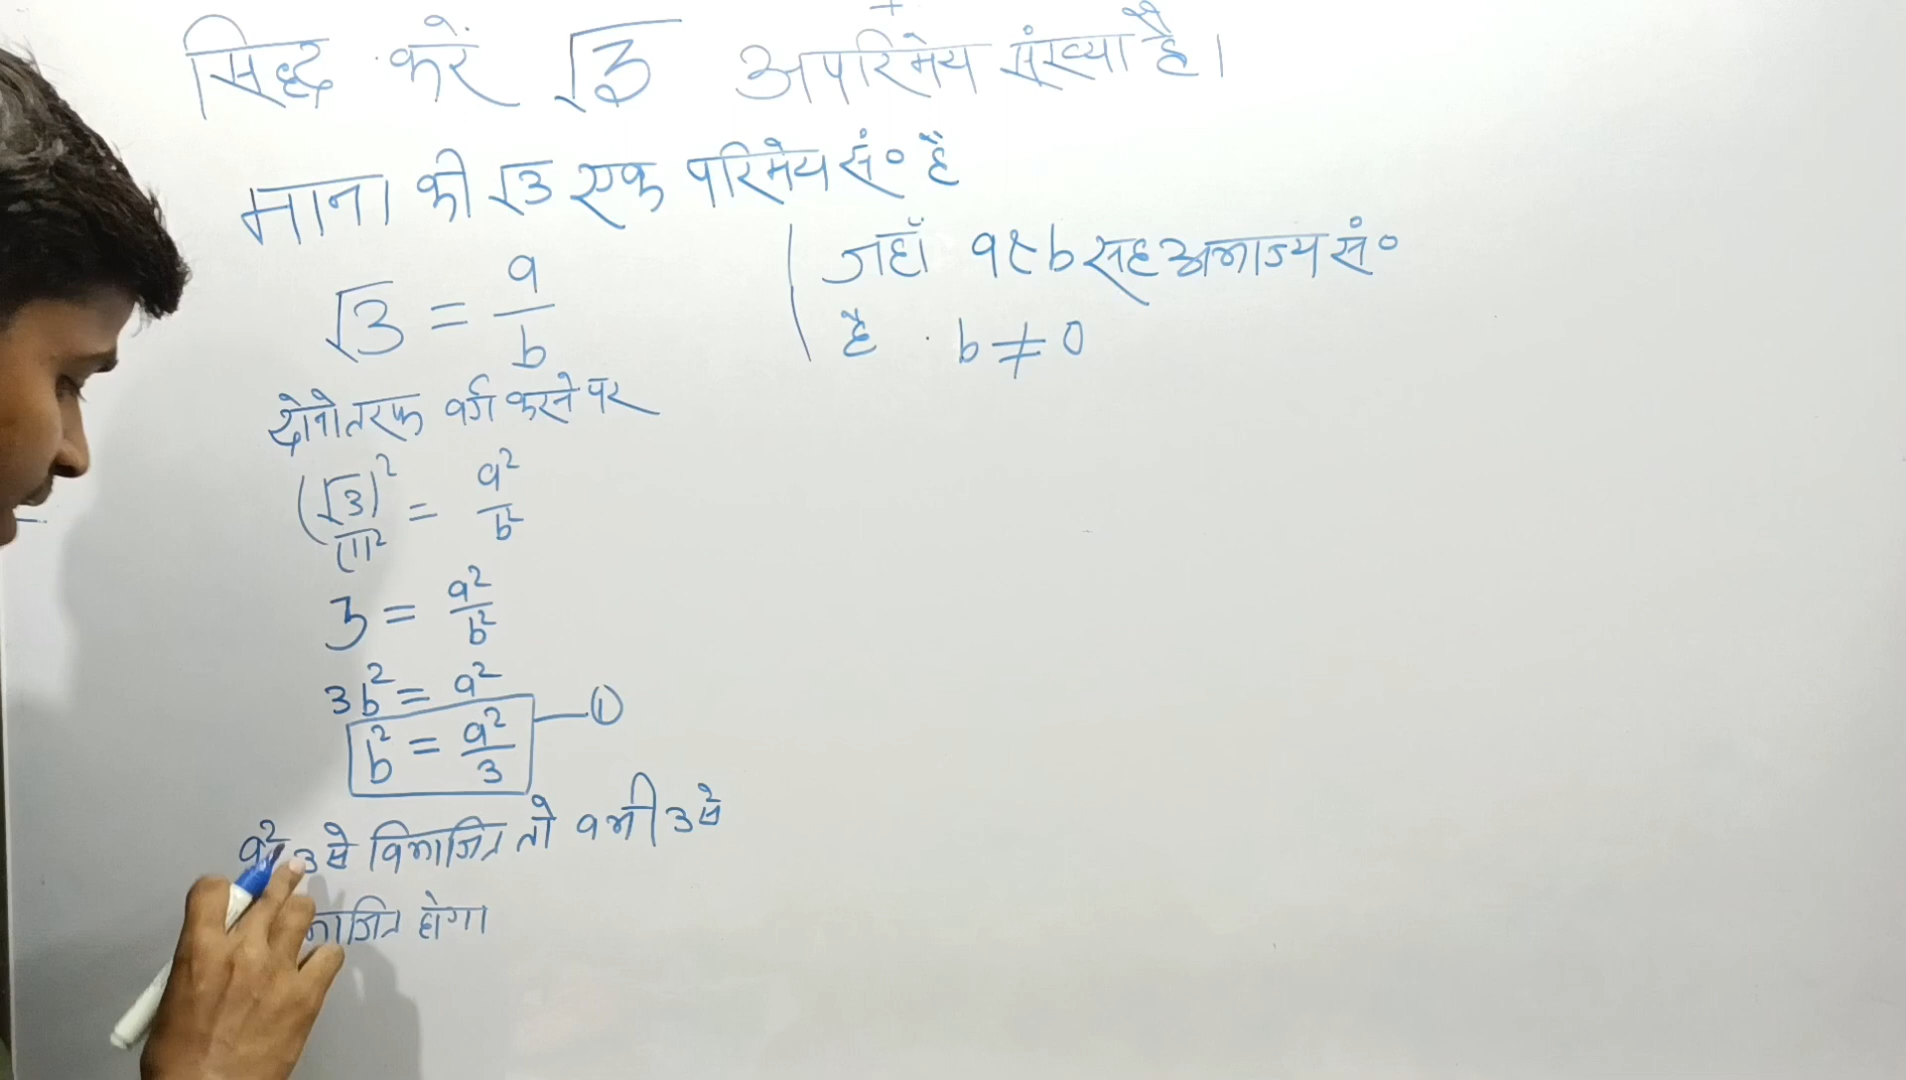 सिद्ध करें √3 अपरिमेय संख्या है।
माना की √3 एक परिमेय सं० है
√3 = a/b
जहाँ a & b सह अभाज्य सं०
है . b ≠ 0
दोनो तरफ वर्ग करने पर
(√3)²/(1)² = a²/b²
3 = a²/b²
3b² = a²
b² = a²/3 —①
a² 3 से विभाजित तो a भी 3 से
भाजित होगा